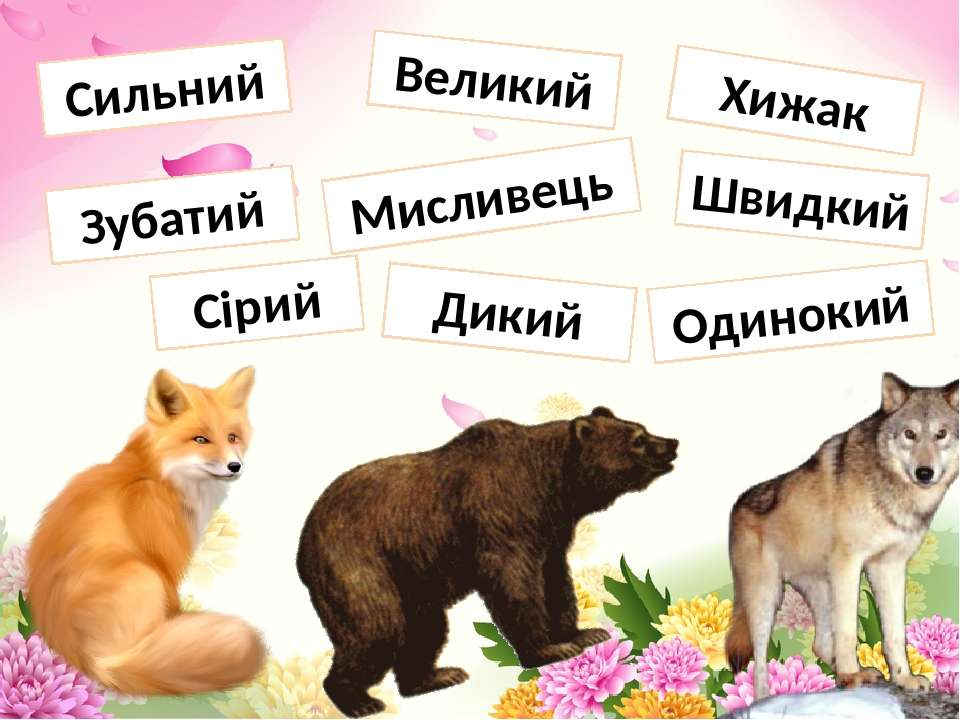 Сильний
Великий
Хижак
Зубатий
Мисливець
Швидкий
Сірий
Дикий
Одинокий